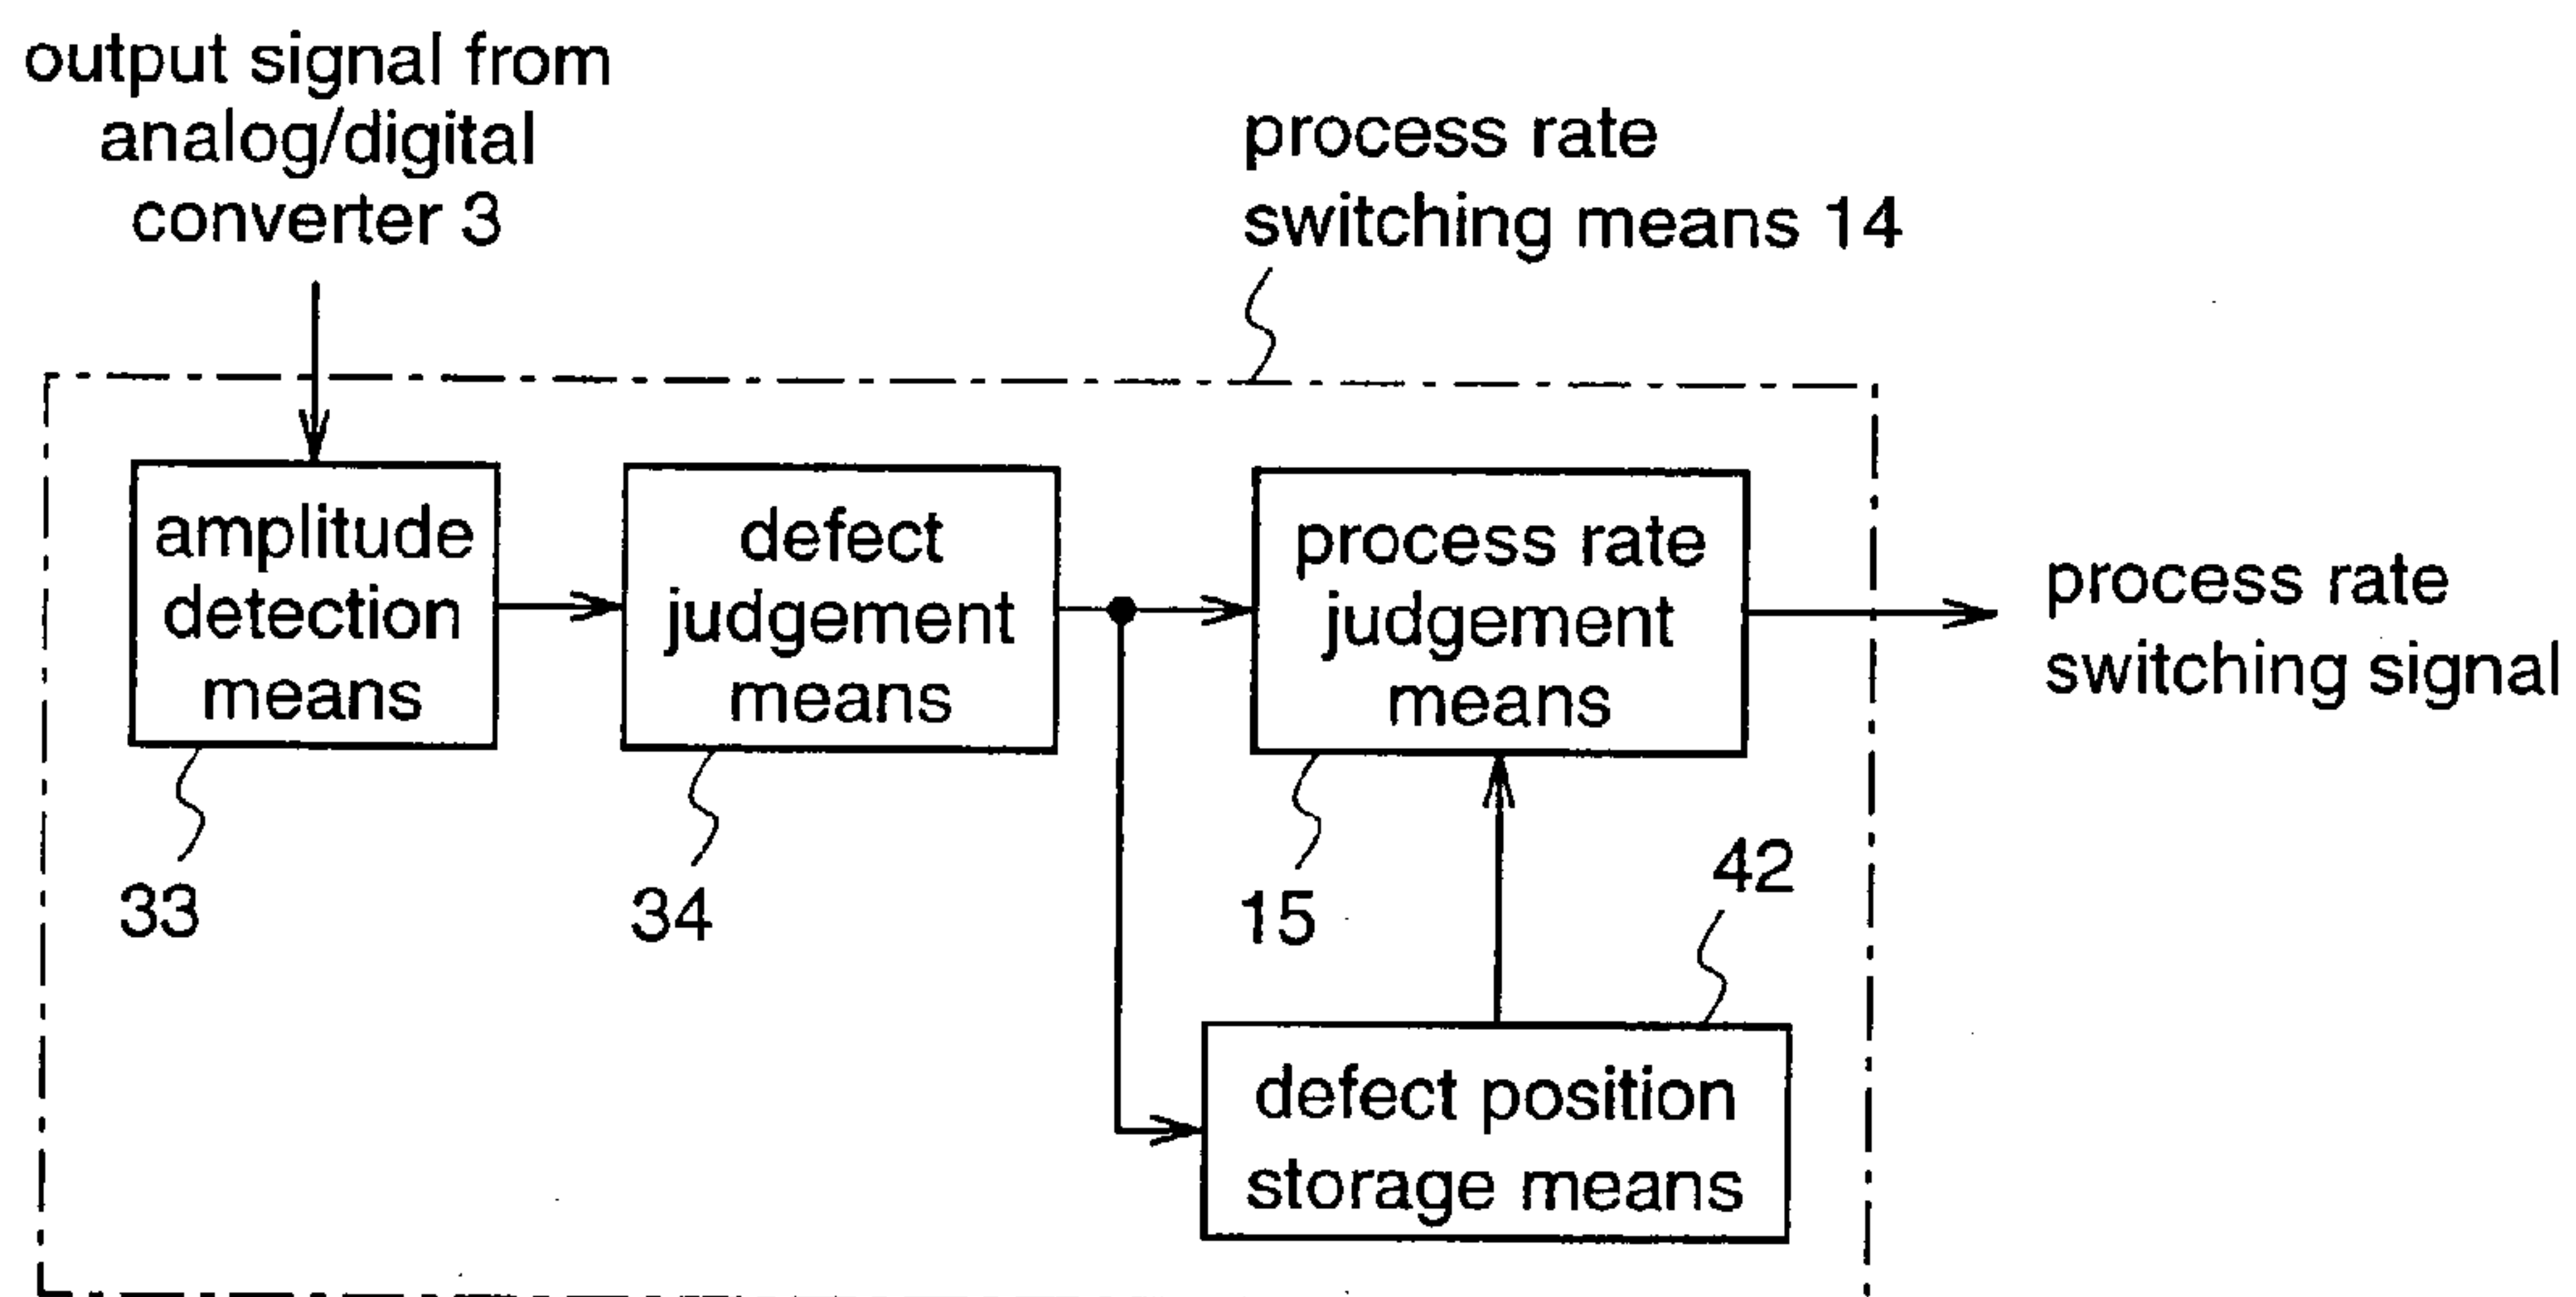 output signal from
analog/digital
converter 3
process rate
switching means 14
amplitude
detection
means
defect
judgement
means
process rate
judgement
means
process rate
switching signal
33
34
15
42
defect position
storage means